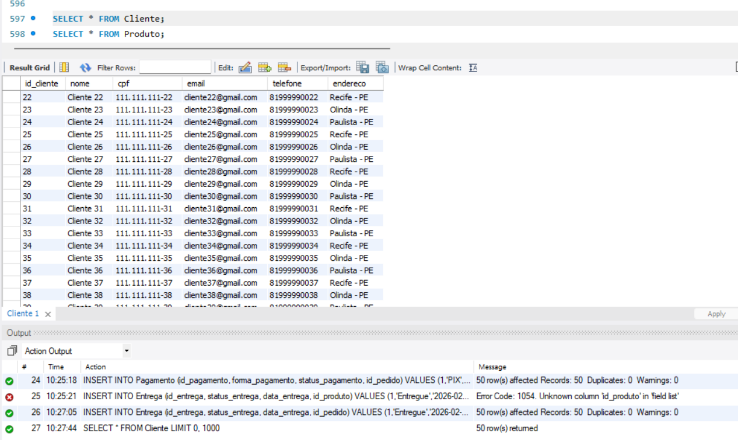 596
597 SELECT * FROM Cliente;
598 SELECT * FROM Produto;
Result Grid Filter Rows: Edit: Export/Import: Wrap Cell Content:
id_cliente nome cpf email telefone endereco
22 Cliente 22 111.111.111-22 cliente22@gmail.com 81999990022 Recife - PE
23 Cliente 23 111.111.111-23 cliente23@gmail.com 81999990023 Olinda - PE
24 Cliente 24 111.111.111-24 cliente24@gmail.com 81999990024 Paulista - PE
25 Cliente 25 111.111.111-25 cliente25@gmail.com 81999990025 Recife - PE
26 Cliente 26 111.111.111-26 cliente26@gmail.com 81999990026 Olinda - PE
27 Cliente 27 111.111.111-27 cliente27@gmail.com 81999990027 Paulista - PE
28 Cliente 28 111.111.111-28 cliente28@gmail.com 81999990028 Recife - PE
29 Cliente 29 111.111.111-29 cliente29@gmail.com 81999990029 Olinda - PE
30 Cliente 30 111.111.111-30 cliente30@gmail.com 81999990030 Paulista - PE
31 Cliente 31 111.111.111-31 cliente31@gmail.com 81999990031 Recife - PE
32 Cliente 32 111.111.111-32 cliente32@gmail.com 81999990032 Olinda - PE
33 Cliente 33 111.111.111-33 cliente33@gmail.com 81999990033 Paulista - PE
34 Cliente 34 111.111.111-34 cliente34@gmail.com 81999990034 Recife - PE
35 Cliente 35 111.111.111-35 cliente35@gmail.com 81999990035 Olinda - PE
36 Cliente 36 111.111.111-36 cliente36@gmail.com 81999990036 Paulista - PE
37 Cliente 37 111.111.111-37 cliente37@gmail.com 81999990037 Recife - PE
38 Cliente 38 111.111.111-38 cliente38@gmail.com 81999990038 Olinda - PE
Cliente 1 Apply
Output
Action Output
# Time Action Message
24 10:25:18 INSERT INTO Pagamento (id_pagamento, forma_pagamento, status_pagamento, id_pedido) VALUES (1,'PIX',... 50 row(s) affected Records: 50 Duplicates: 0 Warnings: 0
25 10:25:21 INSERT INTO Entrega (id_entrega, status_entrega, data_entrega, id_produto) VALUES (1,'Entregue','2026-02-... Error Code: 1054. Unknown column 'id_produto' in 'field list'
26 10:27:05 INSERT INTO Entrega (id_entrega, status_entrega, data_entrega, id_pedido) VALUES (1,'Entregue','2026-02-... 50 row(s) affected Records: 50 Duplicates: 0 Warnings: 0
27 10:27:44 SELECT * FROM Cliente LIMIT 0, 1000 50 row(s) returned